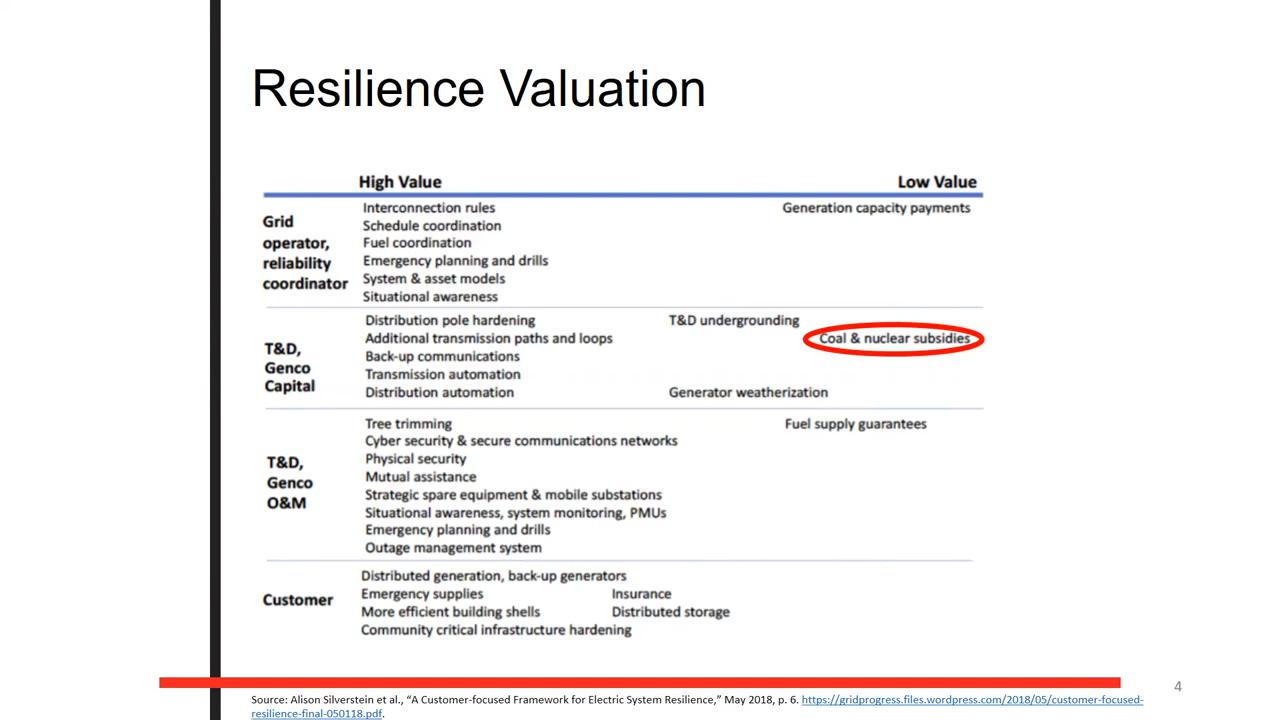 Resilience Valuation
High Value Low Value
Grid operator, reliability coordinator
Interconnection rules Generation capacity payments
Schedule coordination
Fuel coordination
Emergency planning and drills
System & asset models
Situational awareness
T&D, Genco Capital
Distribution pole hardening T&D undergrounding
Additional transmission paths and loops Coal & nuclear subsidies
Back-up communications
Transmission automation
Distribution automation Generator weatherization
T&D, Genco O&M
Tree trimming Fuel supply guarantees
Cyber security & secure communications networks
Physical security
Mutual assistance
Strategic spare equipment & mobile substations
Situational awareness, system monitoring, PMUs
Emergency planning and drills
Outage management system
Customer
Distributed generation, back-up generators
Emergency supplies Insurance
More efficient building shells Distributed storage
Community critical infrastructure hardening
4
Source: Alison Silverstein et al., “A Customer-focused Framework for Electric System Resilience,” May 2018, p. 6. https://gridprogress.files.wordpress.com/2018/05/customer-focused-
resilience-final-050118.pdf.